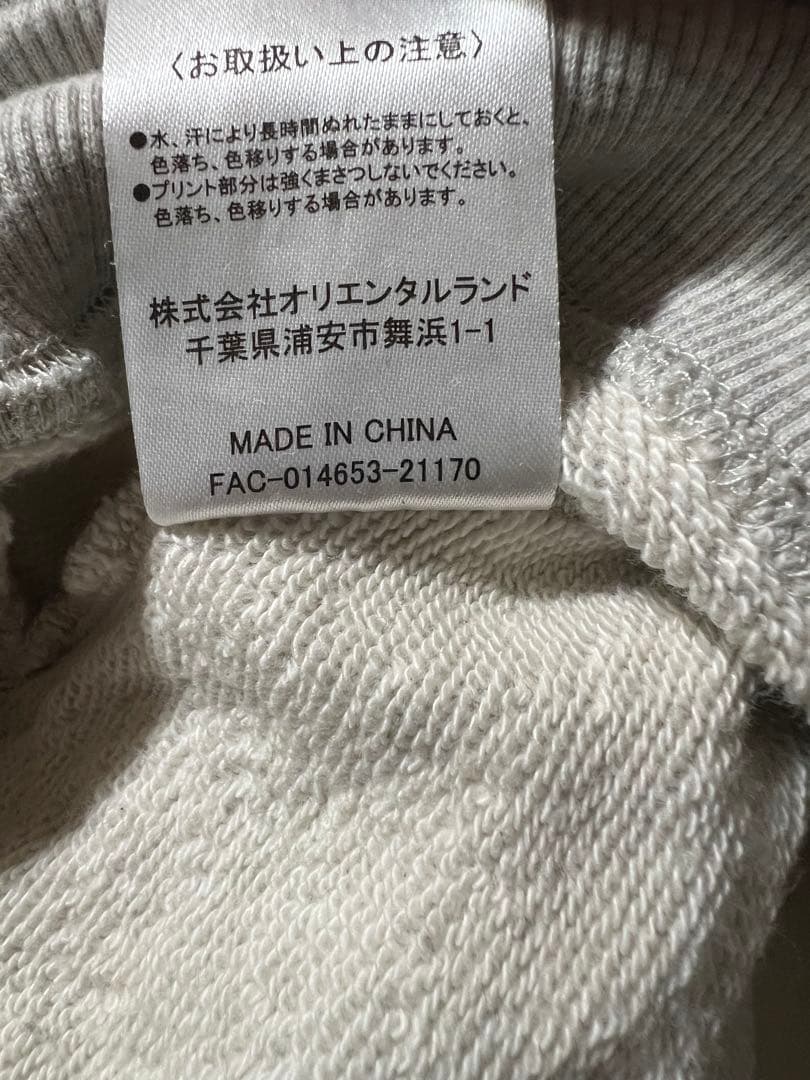 〈お取扱い上の注意〉
●水、汗により長時間ぬれたままにしておくと、
色落ち、色移りする場合があります。
●プリント部分は強くまさつしないでください。
色落ち、色移りする場合があります。
株式会社オリエンタルランド
千葉県浦安市舞浜1-1
MADE IN CHINA
FAC-014653-21170